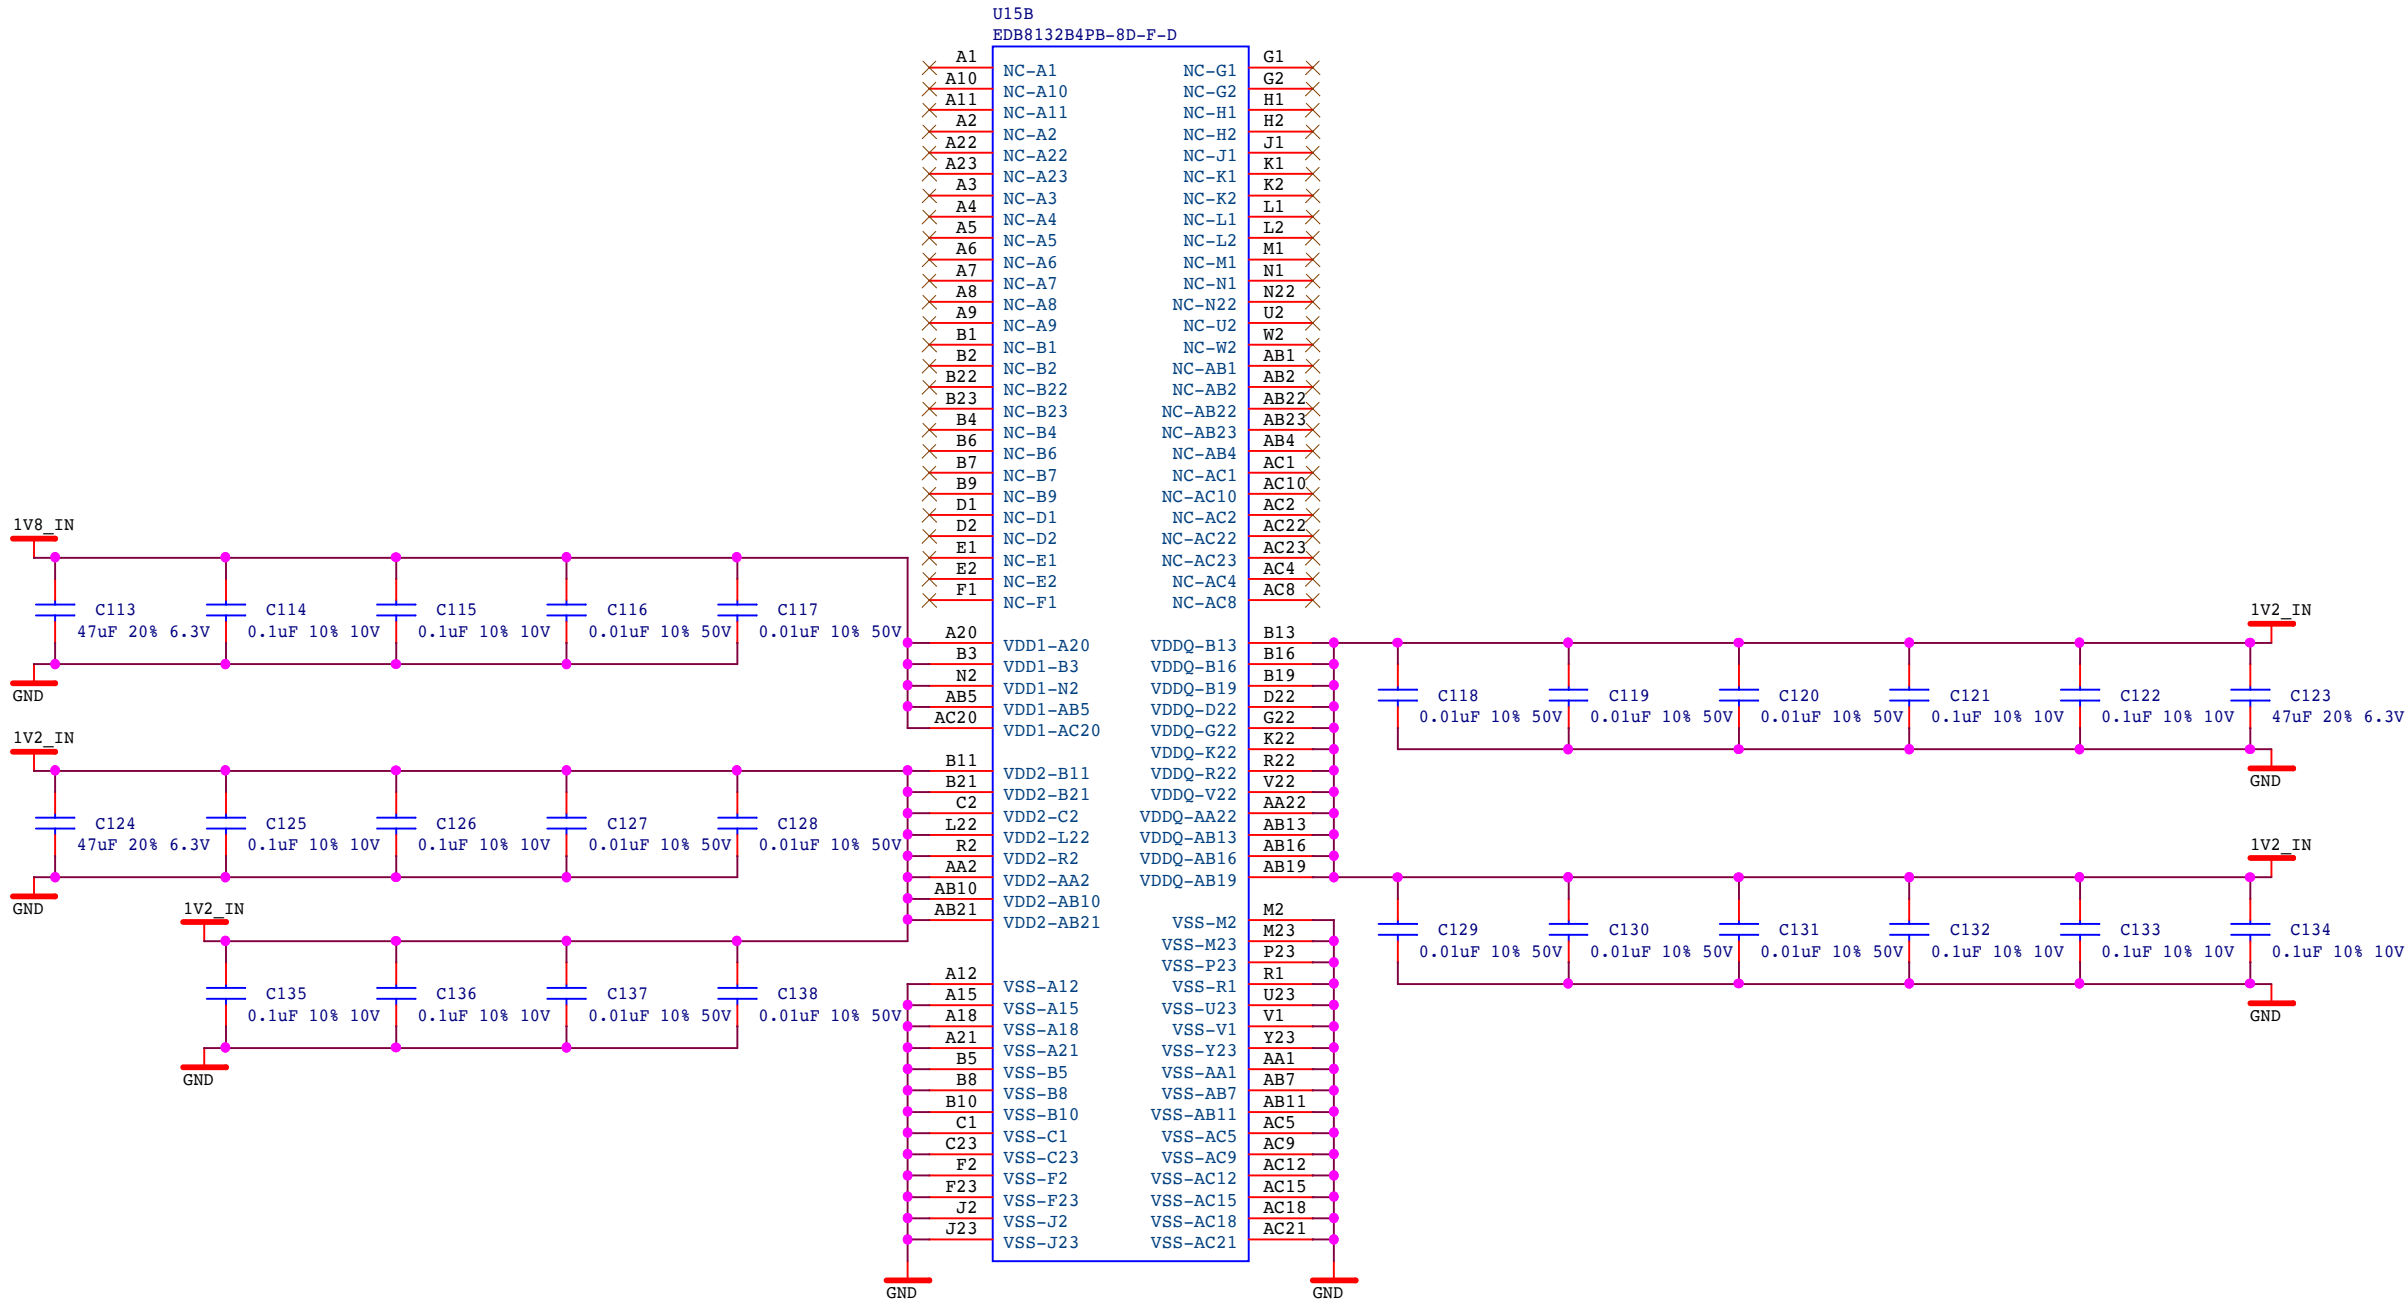 U15B
EDB8132B4PB-8D-F-D
A1 NC-A1 NC-G1 G1
A10 NC-A10 NC-G2 G2
A11 NC-A11 NC-H1 H1
A2 NC-A2 NC-H2 H2
A22 NC-A22 NC-J1 J1
A23 NC-A23 NC-K1 K1
A3 NC-A3 NC-K2 K2
A4 NC-A4 NC-L1 L1
A5 NC-A5 NC-L2 L2
A6 NC-A6 NC-M1 M1
A7 NC-A7 NC-N1 N1
A8 NC-A8 NC-N22 N22
A9 NC-A9 NC-U2 U2
B1 NC-B1 NC-W2 W2
B2 NC-B2 NC-AB1 AB1
B22 NC-B22 NC-AB2 AB2
B23 NC-B23 NC-AB22 AB22
B4 NC-B4 NC-AB23 AB23
B6 NC-B6 NC-AB4 AB4
B7 NC-B7 NC-AC1 AC1
B9 NC-B9 NC-AC10 AC10
D1 NC-D1 NC-AC2 AC2
D2 NC-D2 NC-AC22 AC22
E1 NC-E1 NC-AC23 AC23
E2 NC-E2 NC-AC4 AC4
F1 NC-F1 NC-AC8 AC8
1V8_IN
C113 C114 C115 C116 C117
47uF 20% 6.3V 0.1uF 10% 10V 0.1uF 10% 10V 0.01uF 10% 50V 0.01uF 10% 50V
GND
A20 VDD1-A20 VDDQ-B13 B13
B3 VDD1-B3 VDDQ-B16 B16
N2 VDD1-N2 VDDQ-B19 B19
AB5 VDD1-AB5 VDDQ-D22 D22
AC20 VDD1-AC20 VDDQ-G22 G22
VDDQ-K22 K22
B11 VDD2-B11 VDDQ-R22 R22
B21 VDD2-B21 VDDQ-V22 V22
C2 VDD2-C2 VDDQ-AA22 AA22
L22 VDD2-L22 VDDQ-AB13 AB13
R2 VDD2-R2 VDDQ-AB16 AB16
AA2 VDD2-AA2 VDDQ-AB19 AB19
AB10 VDD2-AB10
AB21 VDD2-AB21 VSS-M2 M2
VSS-M23 M23
VSS-P23 P23
A12 VSS-A12 VSS-R1 R1
A15 VSS-A15 VSS-U23 U23
A18 VSS-A18 VSS-V1 V1
A21 VSS-A21 VSS-Y23 Y23
B5 VSS-B5 VSS-AA1 AA1
B8 VSS-B8 VSS-AB7 AB7
B10 VSS-B10 VSS-AB11 AB11
C1 VSS-C1 VSS-AC5 AC5
C23 VSS-C23 VSS-AC9 AC9
F2 VSS-F2 VSS-AC12 AC12
F23 VSS-F23 VSS-AC15 AC15
J2 VSS-J2 VSS-AC18 AC18
J23 VSS-J23 VSS-AC21 AC21
GND GND
1V2_IN
C118 C119 C120 C121 C122 C123
0.01uF 10% 50V 0.01uF 10% 50V 0.01uF 10% 50V 0.1uF 10% 10V 0.1uF 10% 10V 47uF 20% 6.3V
GND
1V2_IN
C124 C125 C126 C127 C128
47uF 20% 6.3V 0.1uF 10% 10V 0.1uF 10% 10V 0.01uF 10% 50V 0.01uF 10% 50V
GND
1V2_IN
C129 C130 C131 C132 C133 C134
0.01uF 10% 50V 0.01uF 10% 50V 0.01uF 10% 50V 0.1uF 10% 10V 0.1uF 10% 10V 0.1uF 10% 10V
GND
1V2_IN
C135 C136 C137 C138
0.1uF 10% 10V 0.1uF 10% 10V 0.01uF 10% 50V 0.01uF 10% 50V
GND